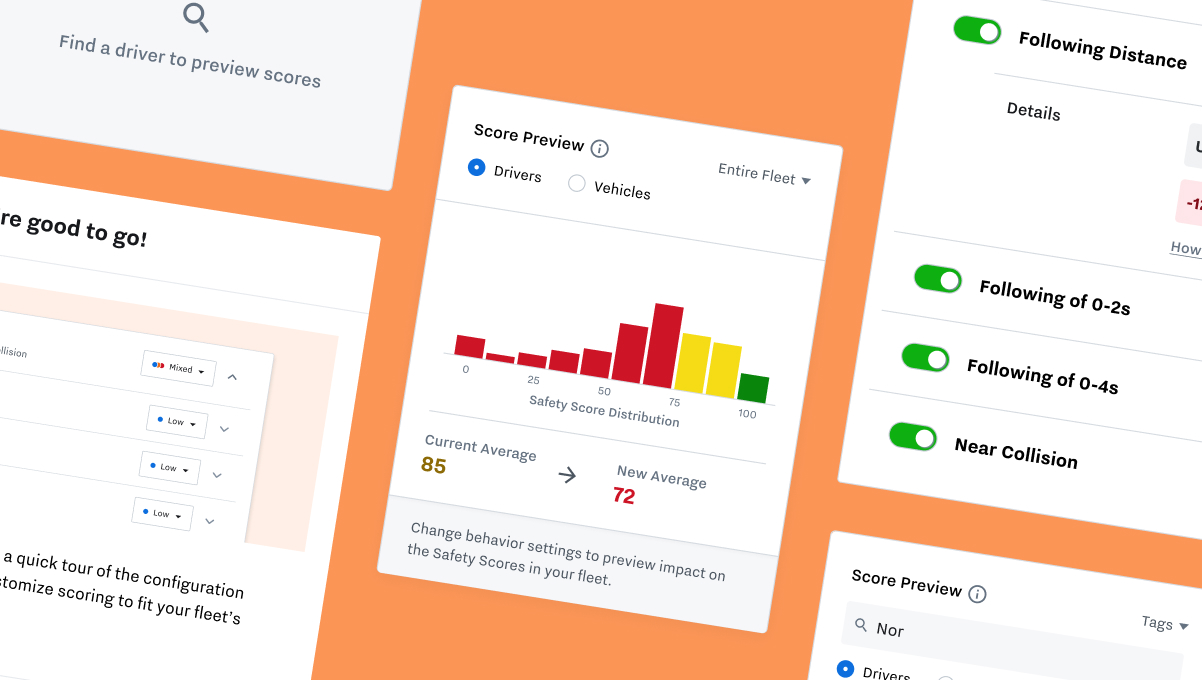 Find a driver to preview scores
re good to go!
llision
Mixed
Low
Low
Low
a quick tour of the configuration
stomize scoring to fit your fleet's
Score Preview
Entire Fleet
Drivers
Vehicles
0
25
50
75
100
Safety Score Distribution
Current Average
85
New Average
72
Change behavior settings to preview impact on
the Safety Scores in your fleet.
Following Distance
Details
-12
How
Following of 0-2s
Following of 0-4s
Near Collision
Score Preview
Tags
Nor
Drivers